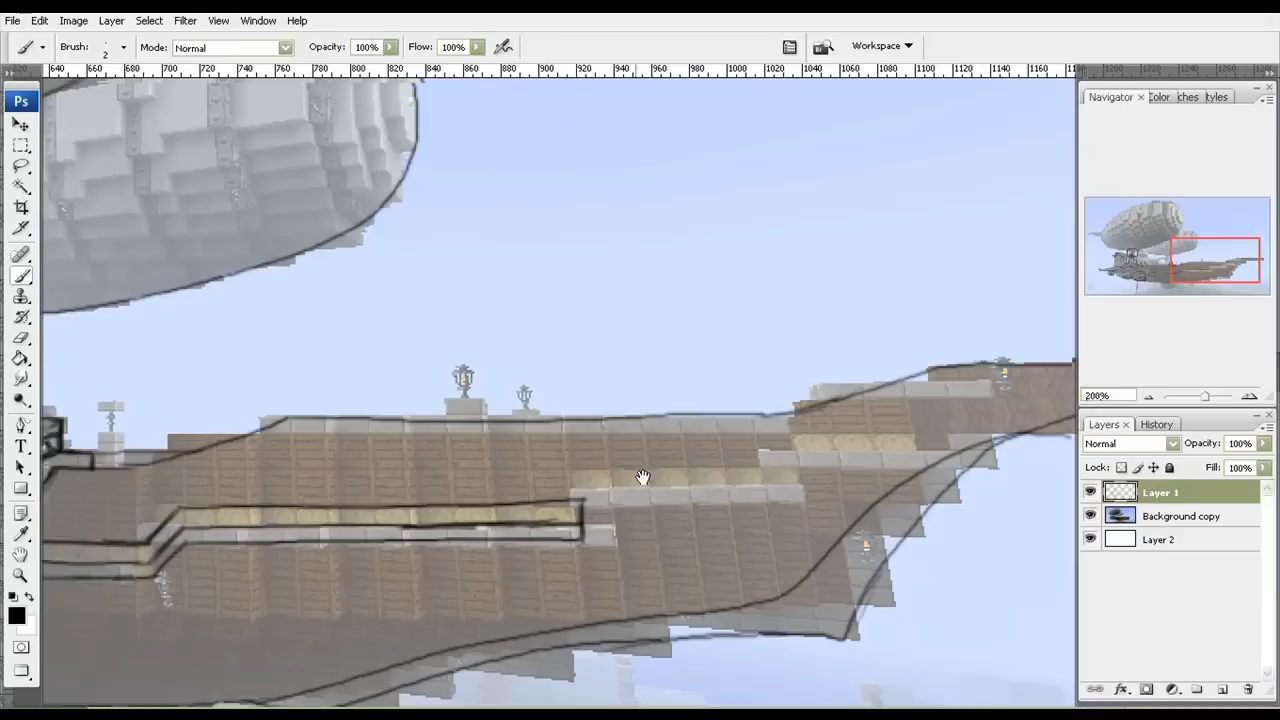 File Edit Image Layer Select Filter View Window Help
Brush: 2 Mode: Normal Opacity: 100% Flow: 100% Workspace
640 660 680 700 720 740 760 780 800 820 840 860 880 900 920 940 960 980 1000 1020 1040 1060 1080 1100 1120 1140 1160
Ps
Navigator × Color ches tyles
200%
Layers × History
Normal Opacity: 100%
Lock: Fill: 100%
Layer 1
Background copy
Layer 2
T
fx